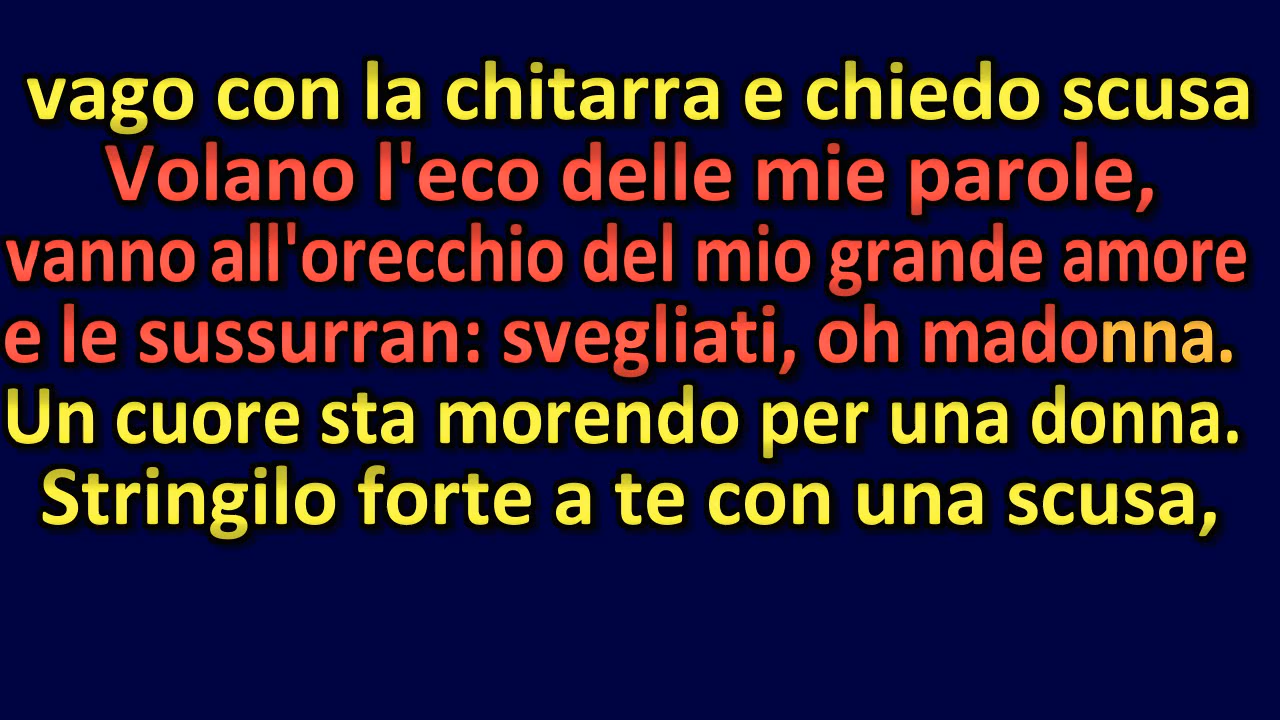 vago con la chitarra e chiedo scusa
Volano l'eco delle mie parole,
vanno all'orecchio del mio grande amore
e le sussurran: svegliati, oh madonna.
Un cuore sta morendo per una donna.
Stringilo forte a te con una scusa,